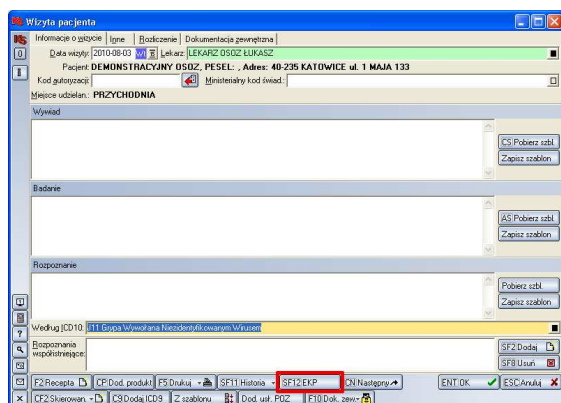 Wizyta pacjenta
Informacje o wizycie Inne Rozliczenie Dokumentacja zewnętrzna
Data wizyty: 2010-08-03 Lekarz: LEKARZ OSOZ ŁUKASZ
Pacjent: DEMONSTRACYJNY OSOZ, PESEL: , Adres: 40-235 KATOWICE ul. 1 MAJA 133
Kod autoryzacji: Ministerialny kod świad.:
Miejsce udzielan.: PRZYCHODNIA
Wywiad
CS Pobierz szbl.
Zapisz szablon
Badanie
AS Pobierz szbl.
Zapisz szablon
Rozpoznanie
Pobierz szbl.
Zapisz szablon
Według ICD10: J11 Grypa Wywołana Niezidentyfikowanym Wirusem
Rozpoznania współistniejące:
SF2 Dodaj
SF8 Usuń
F2 Recepta CP Dod. produkt F5 Drukuj SF11 Historia SF12 EKP CN Następny ENT OK ESC Anuluj
CF2 Skierowan. C9 Dodaj ICD9 Z szablonu Dod. usł. POZ F10 Dok. zew.